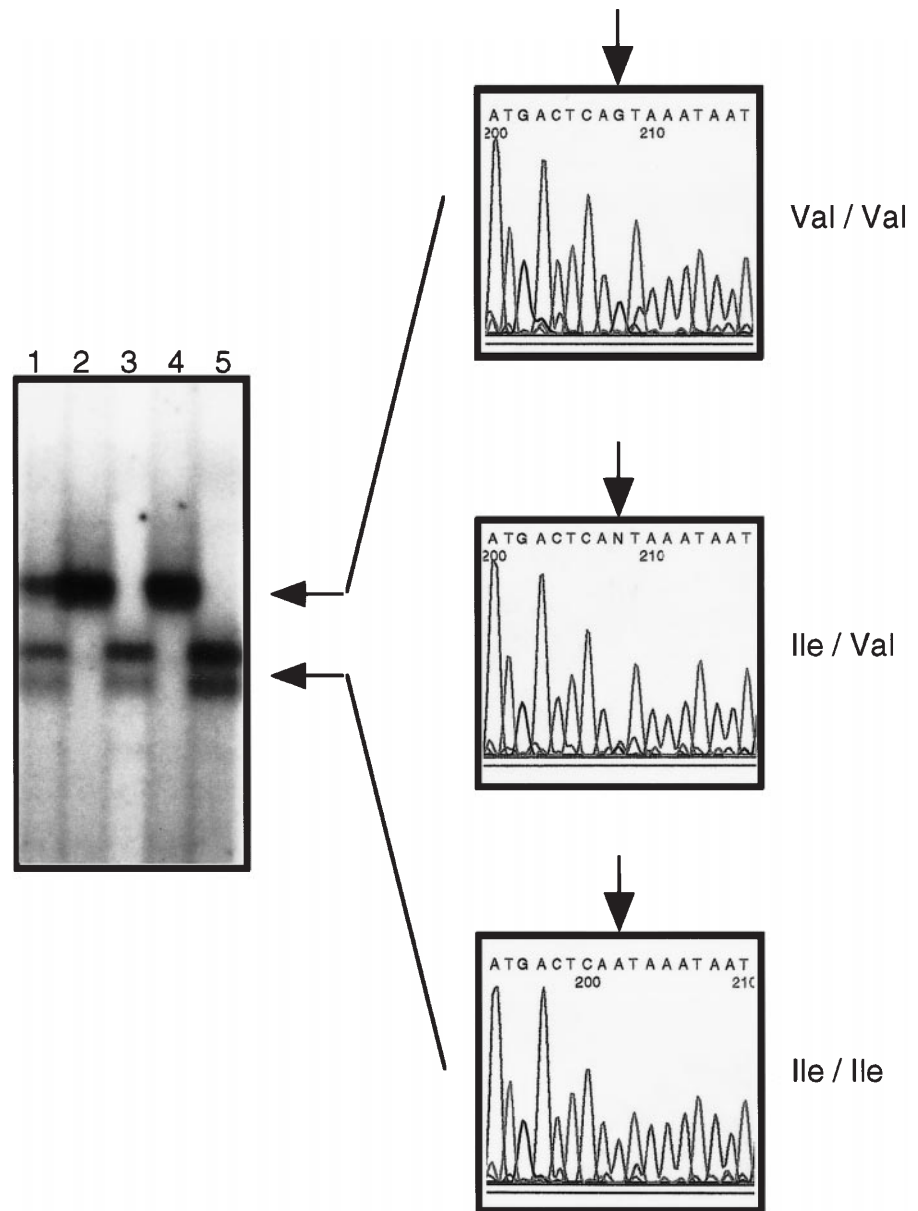 1 2 3 4 5
ATGACTCAGTAAATAAT
200 210
Val / Val
ATGACTCANTAAATAAT
200 210
Ile / Val
ATGACTCAATAAATAAT
200 210
Ile / Ile